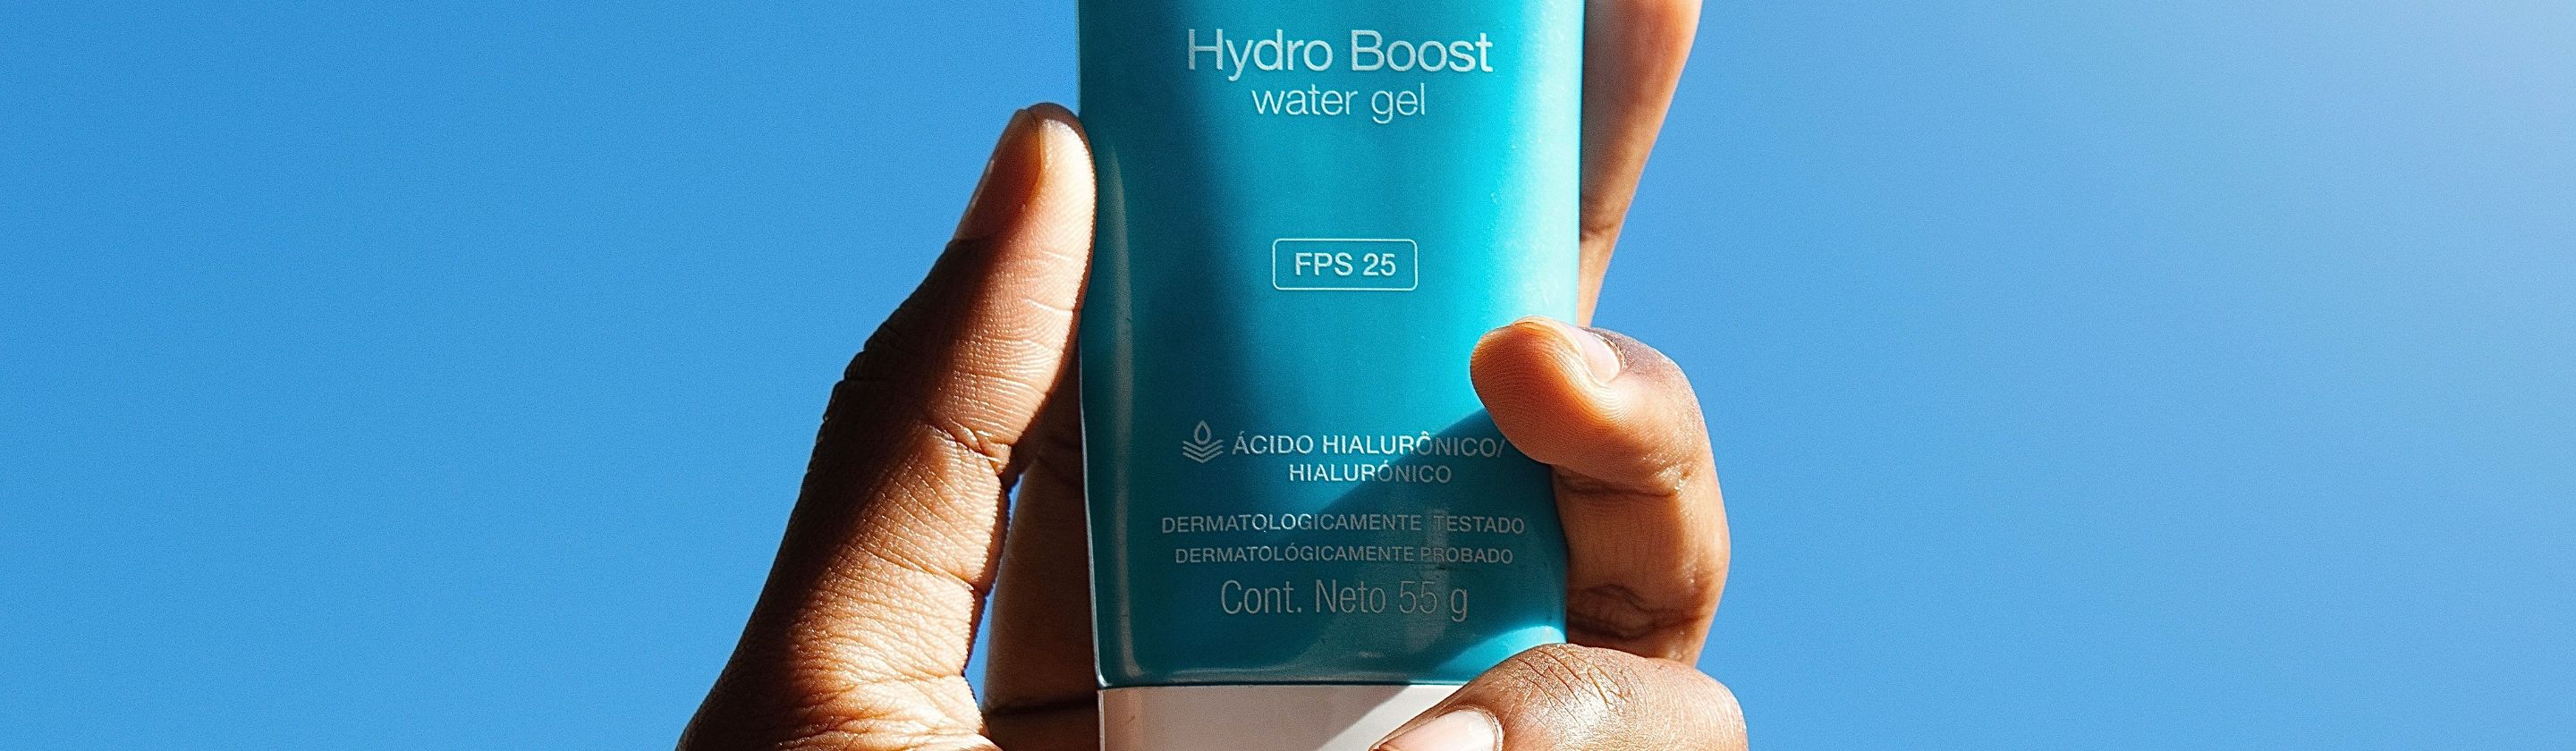 Hydro Boost
water gel
FPS 25
ÁCIDO HIALURÔNICO/
HIALURÓNICO
DERMATOLOGICAMENTE TESTADO
DERMATOLÓGICAMENTE PROBADO
Cont. Neto 55 g